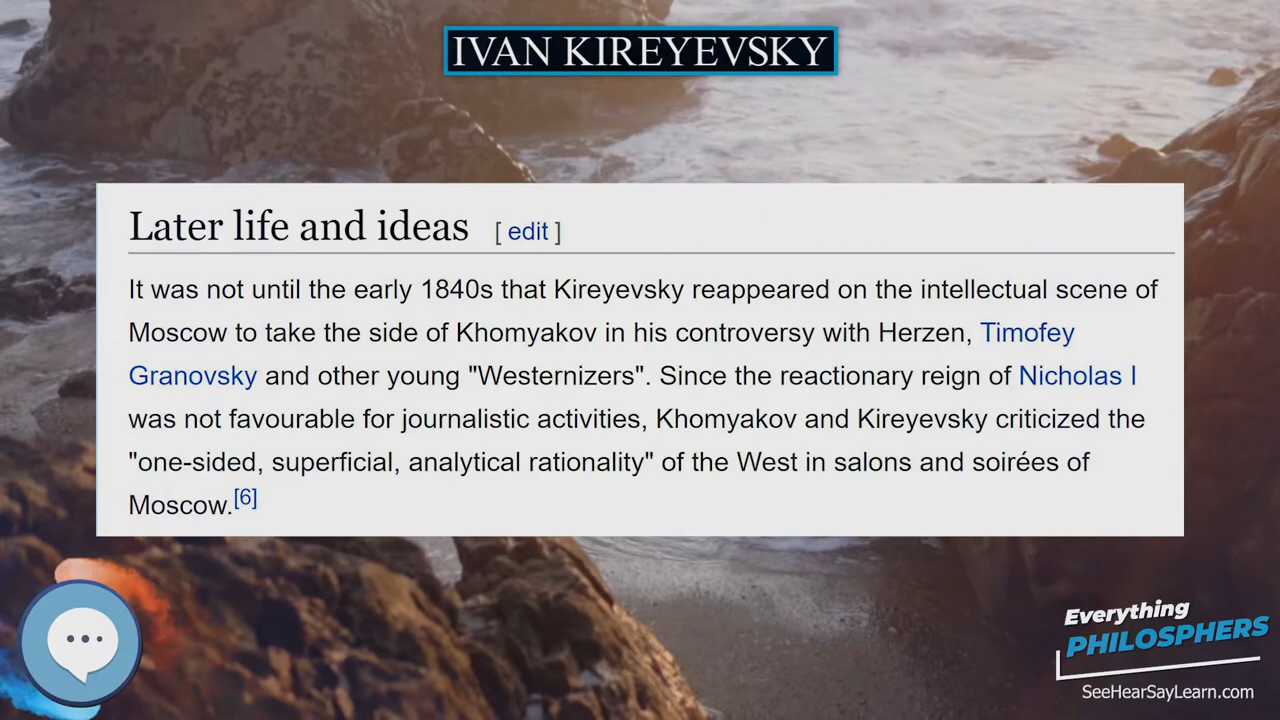 IVAN KIREYEVSKY
Later life and ideas [ edit ]
It was not until the early 1840s that Kireyevsky reappeared on the intellectual scene of
Moscow to take the side of Khomyakov in his controversy with Herzen, Timofey
Granovsky and other young "Westernizers". Since the reactionary reign of Nicholas I
was not favourable for journalistic activities, Khomyakov and Kireyevsky criticized the
"one-sided, superficial, analytical rationality" of the West in salons and soirées of
Moscow.[6]
Everything
PHILOSPHERS
SeeHearSayLearn.com